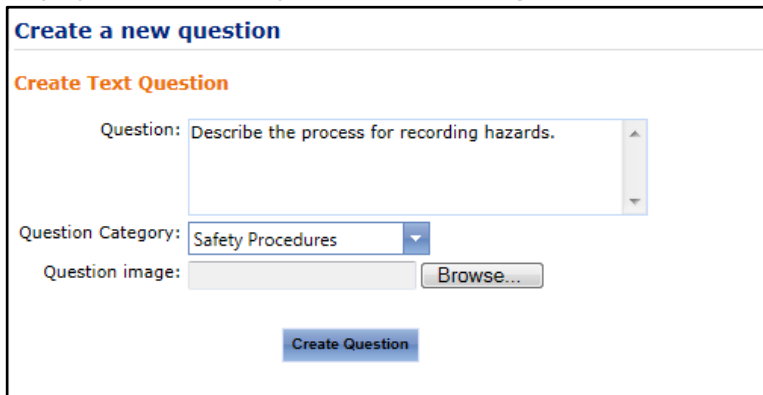 Create a new question
Create Text Question
Question: Describe the process for recording hazards.
Question Category: Safety Procedures
Question image: Browse...
Create Question